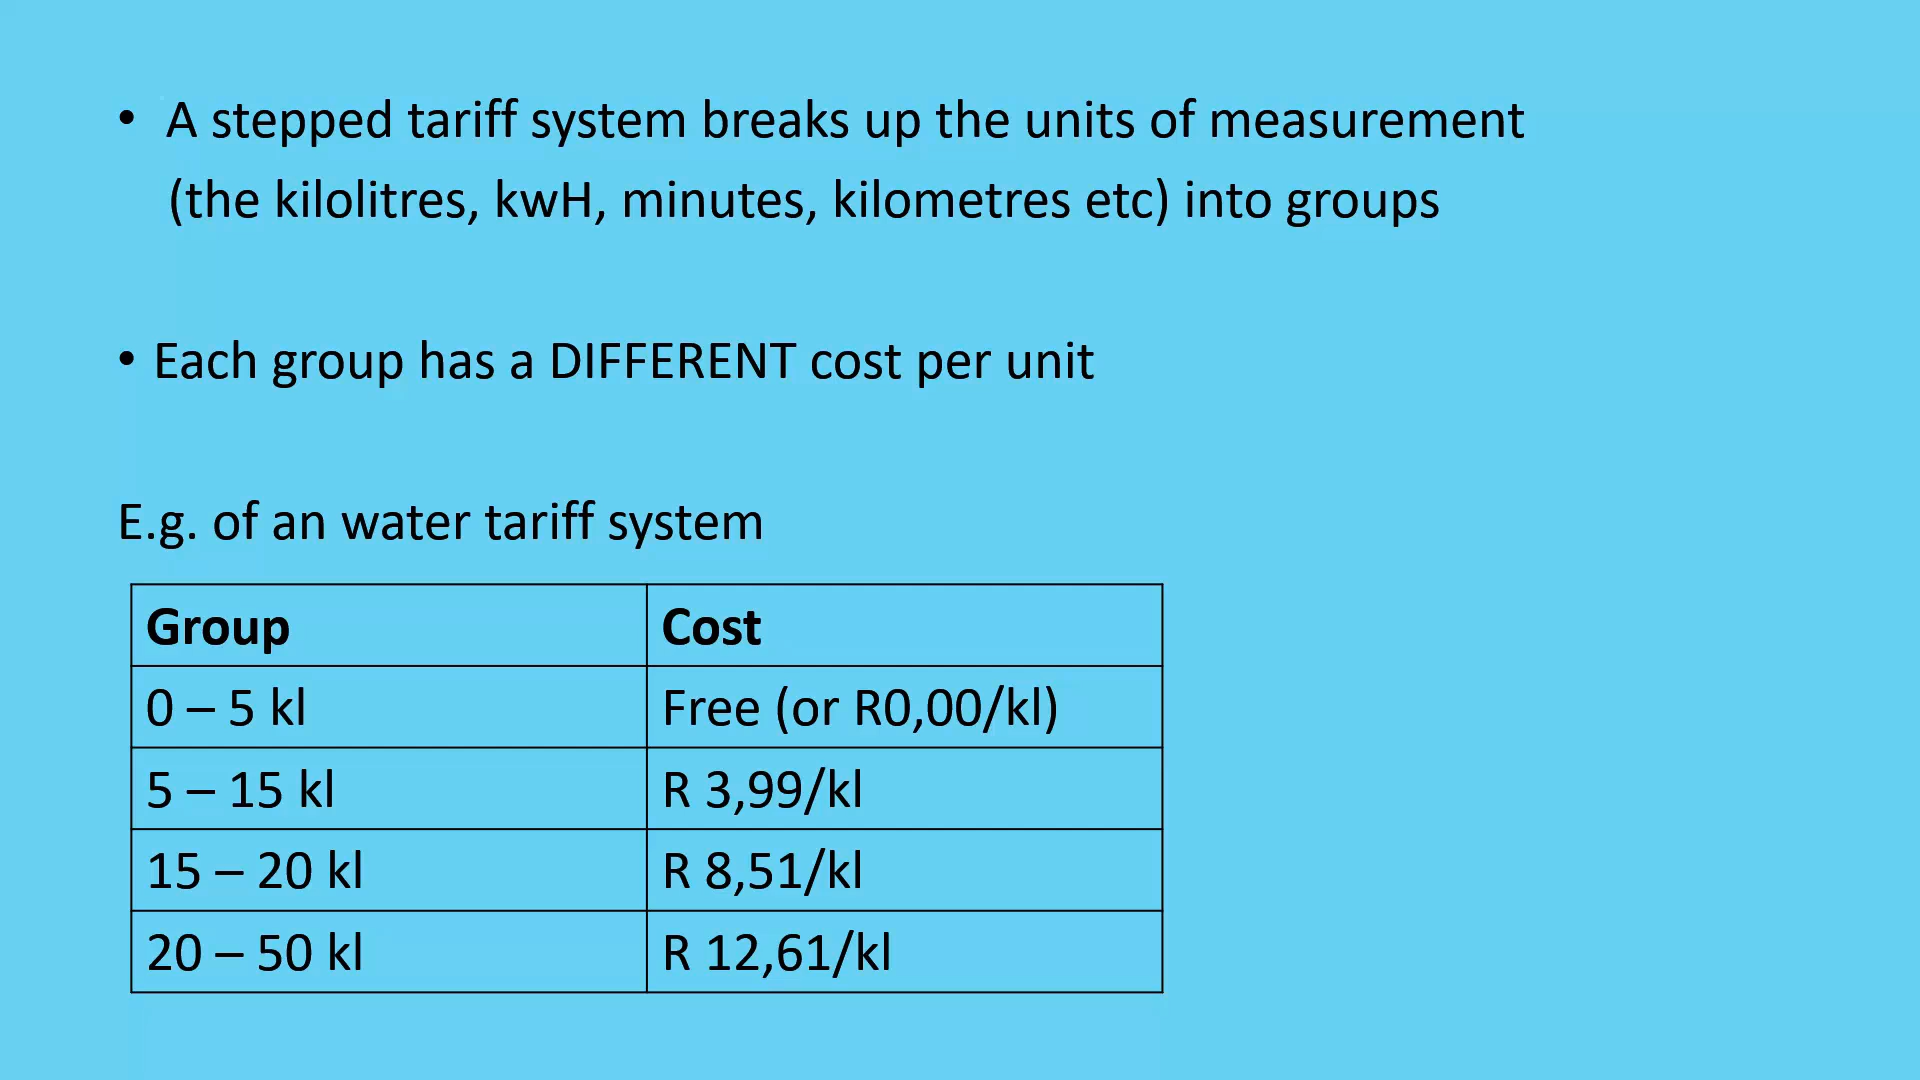 • A stepped tariff system breaks up the units of measurement
(the kilolitres, kwH, minutes, kilometres etc) into groups
• Each group has a DIFFERENT cost per unit
E.g. of an water tariff system
Group Cost
0 – 5 kl Free (or R0,00/kl)
5 – 15 kl R 3,99/kl
15 – 20 kl R 8,51/kl
20 – 50 kl R 12,61/kl